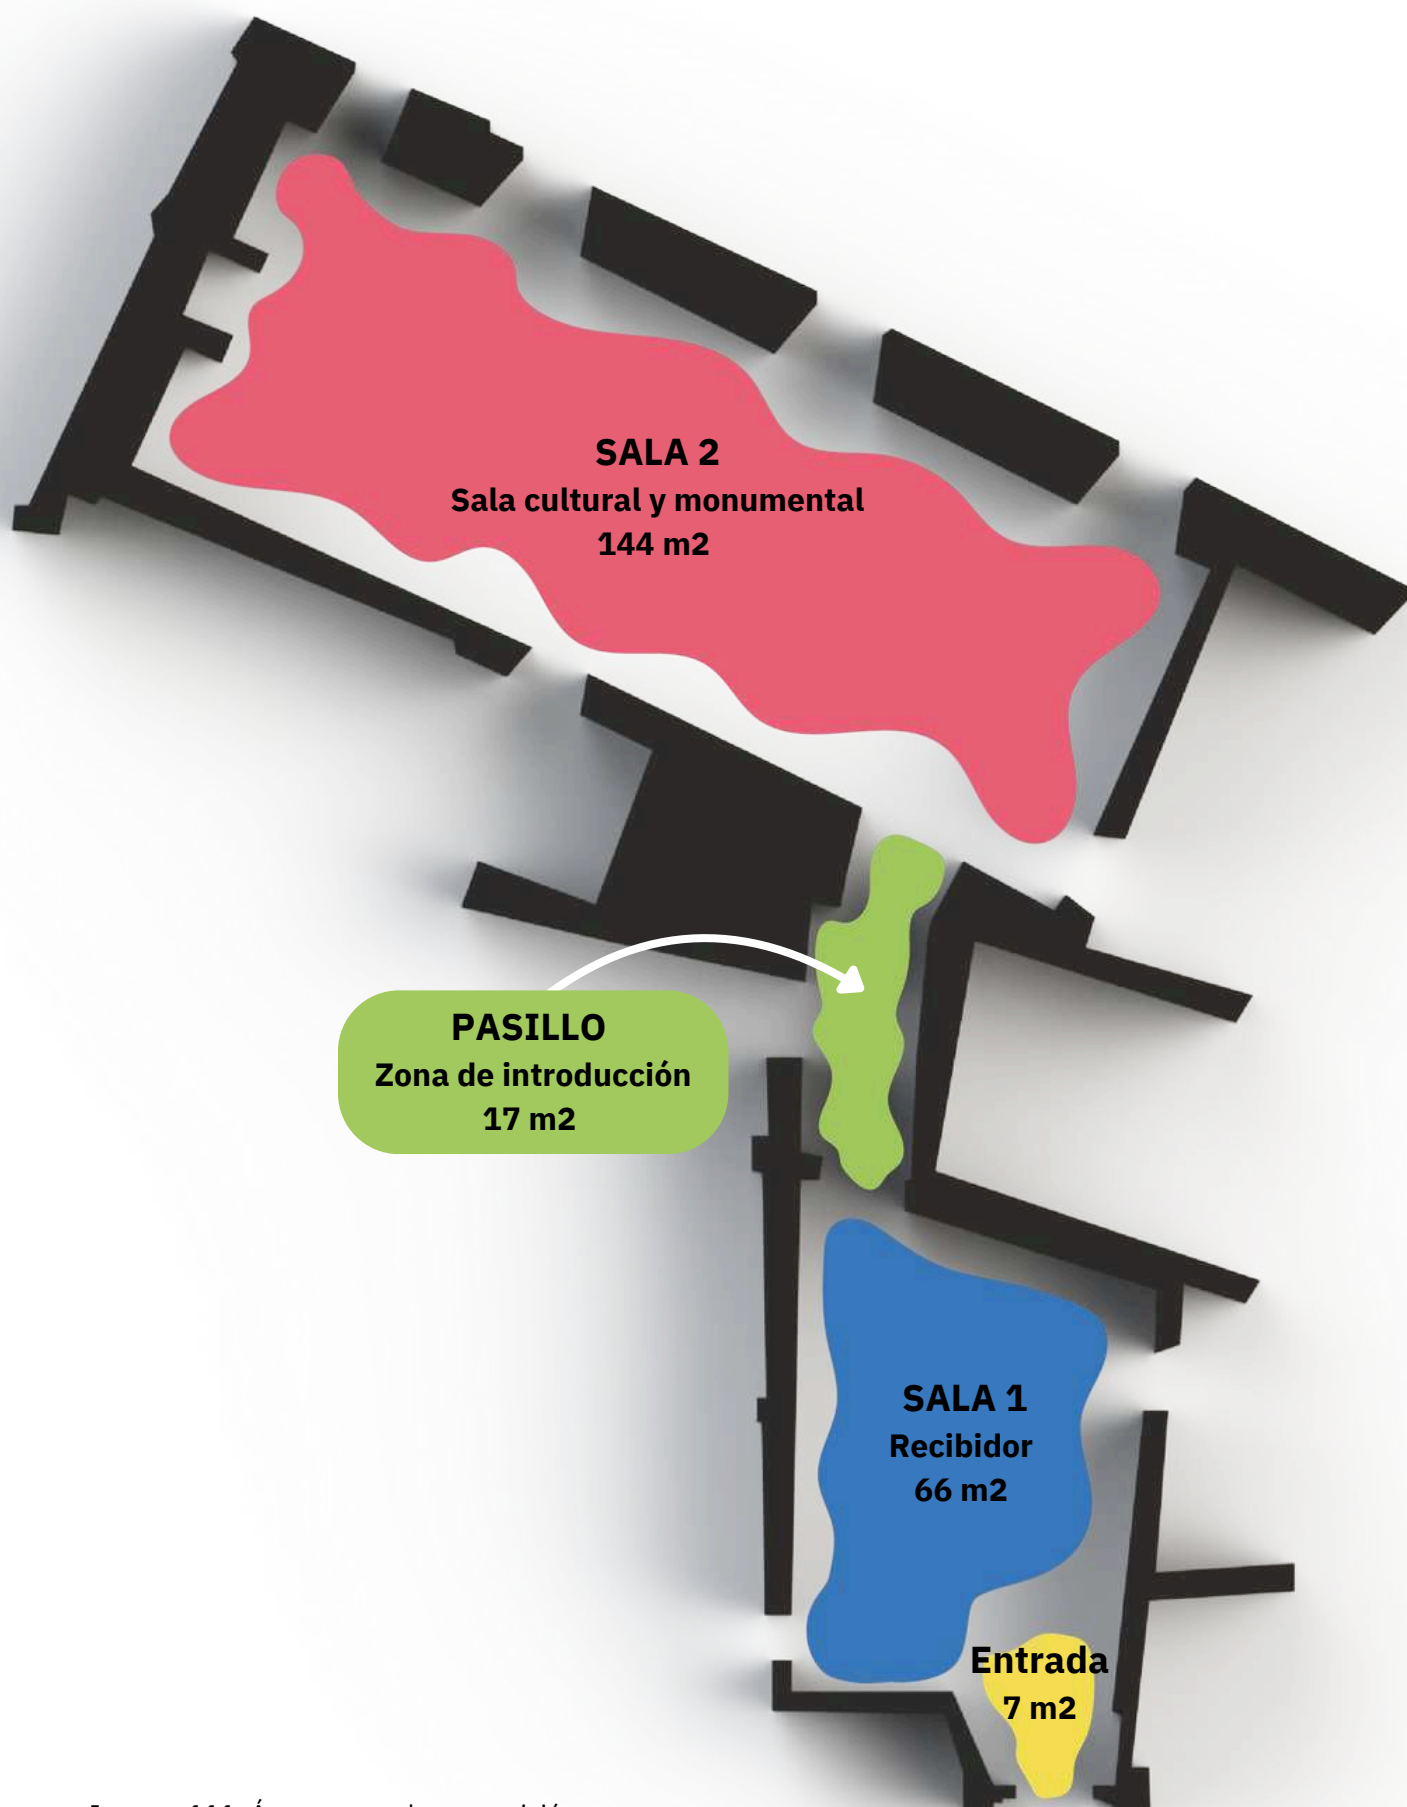 SALA 2
Sala cultural y monumental
144 m2
PASILLO
Zona de introducción
17 m2
SALA 1
Recibidor
66 m2
Entrada
7 m2